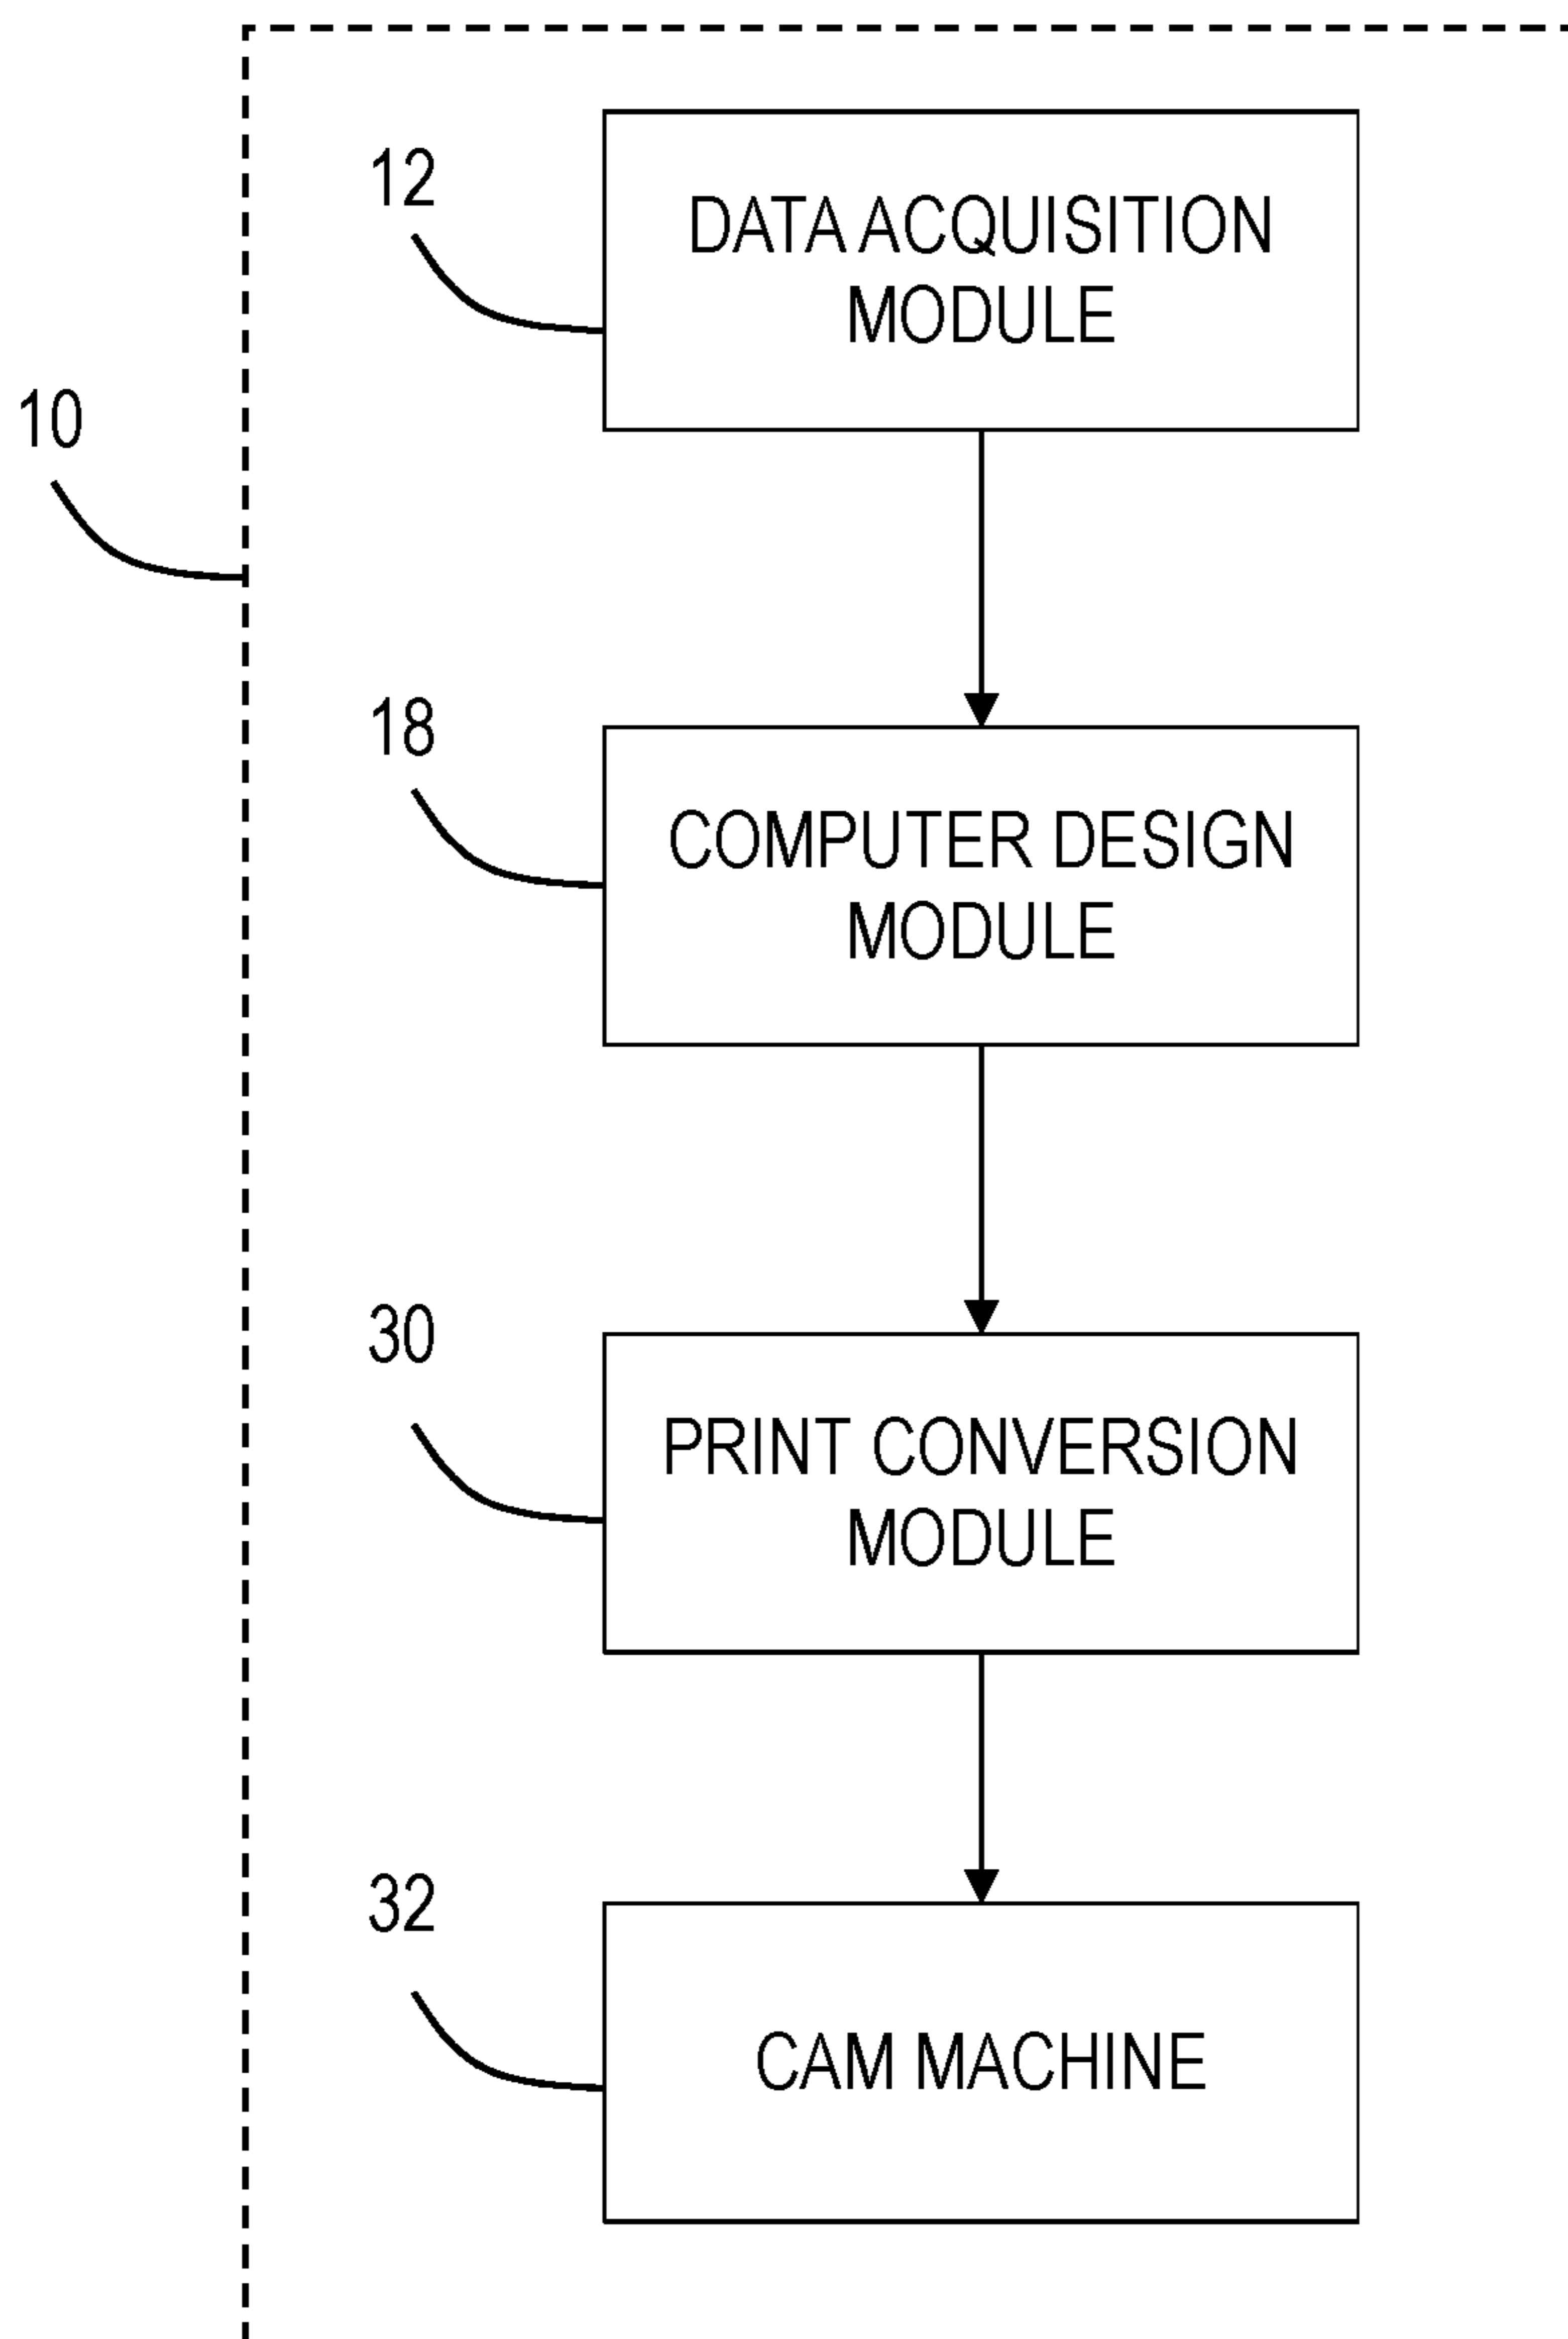 12
DATA ACQUISITION
MODULE
10
18
COMPUTER DESIGN
MODULE
30
PRINT CONVERSION
MODULE
32
CAM MACHINE